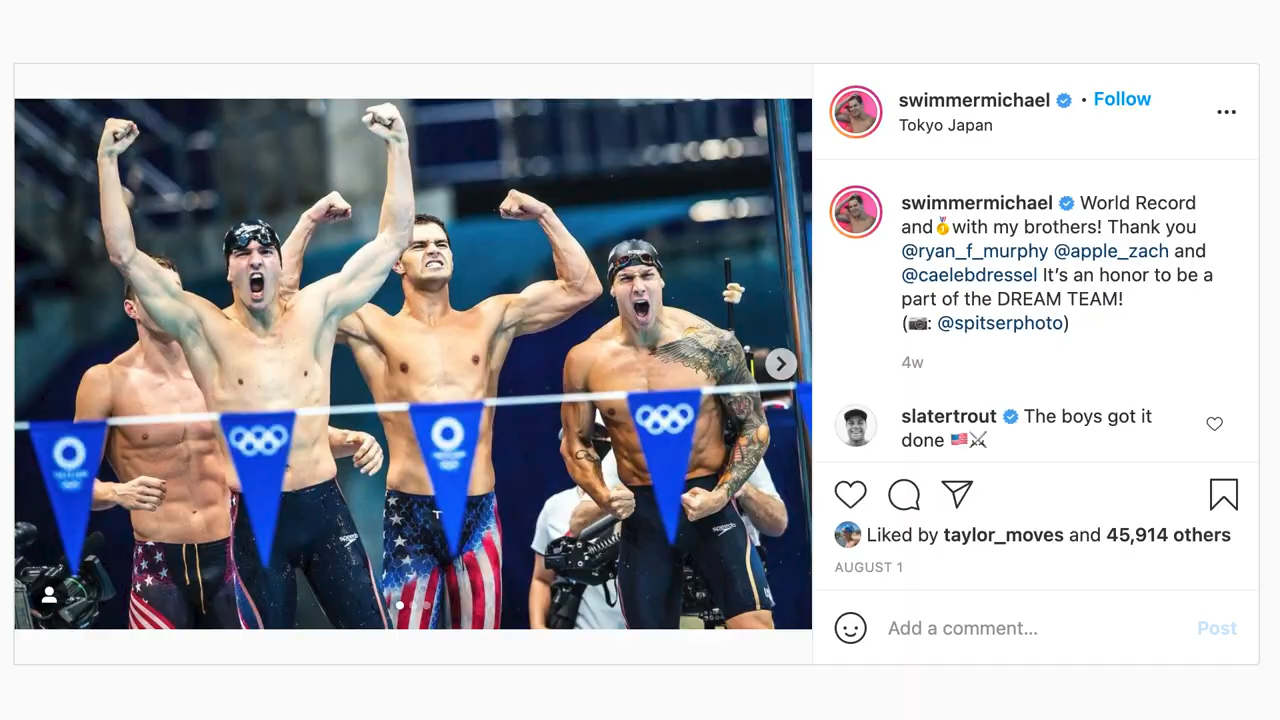 swimmermichael • Follow
Tokyo Japan
swimmermichael World Record
and🥇with my brothers! Thank you
@ryan_f_murphy @apple_zach and
@caelebdressel It’s an honor to be a
part of the DREAM TEAM!
(📷: @spitserphoto)
4w
slatertrout The boys got it
done 🇺🇸⚔
Liked by taylor_moves and 45,914 others
AUGUST 1
Add a comment... Post
speedo
speedo